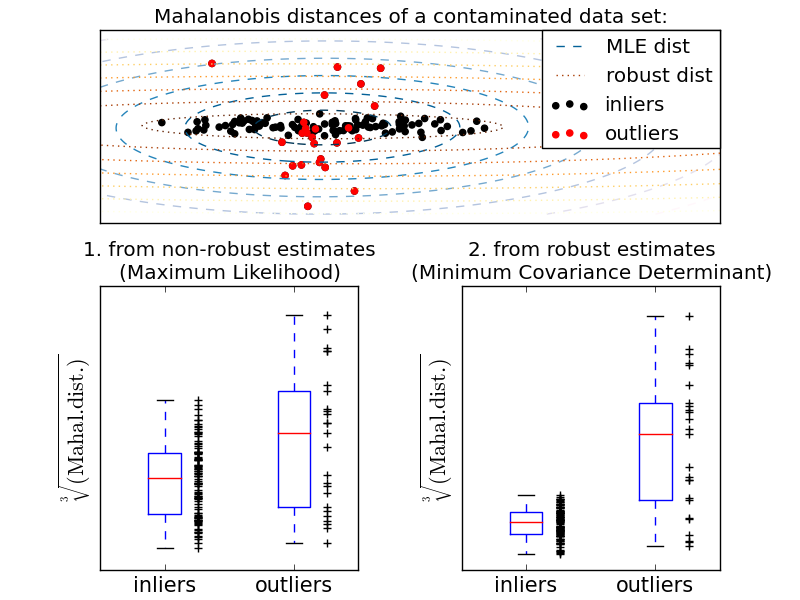 Mahalanobis distances of a contaminated data set:
MLE dist
robust dist
inliers
outliers
1. from non-robust estimates
(Maximum Likelihood)
∛(Mahal.dist.)
inliers outliers
2. from robust estimates
(Minimum Covariance Determinant)
∛(Mahal.dist.)
inliers outliers